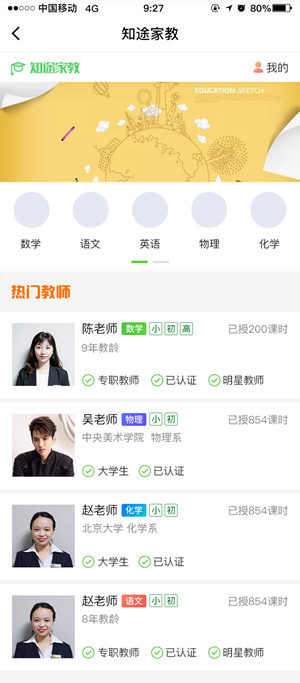 中国移动 4G 9:27 80%
知途家教
知途家教 我的
EDUCATION SKETCH
数学 语文 英语 物理 化学
热门教师
陈老师 数学 小 初 高 已授200课时
9年教龄
专职教师 已认证 明星教师
吴老师 物理 小 初 已授854课时
中央美术学院 物理系
大学生 已认证
赵老师 化学 小 初 已授854课时
北京大学 化学系
大学生 已认证
赵老师 语文 小 初 已授854课时
8年教龄
专职教师 已认证 明星教师